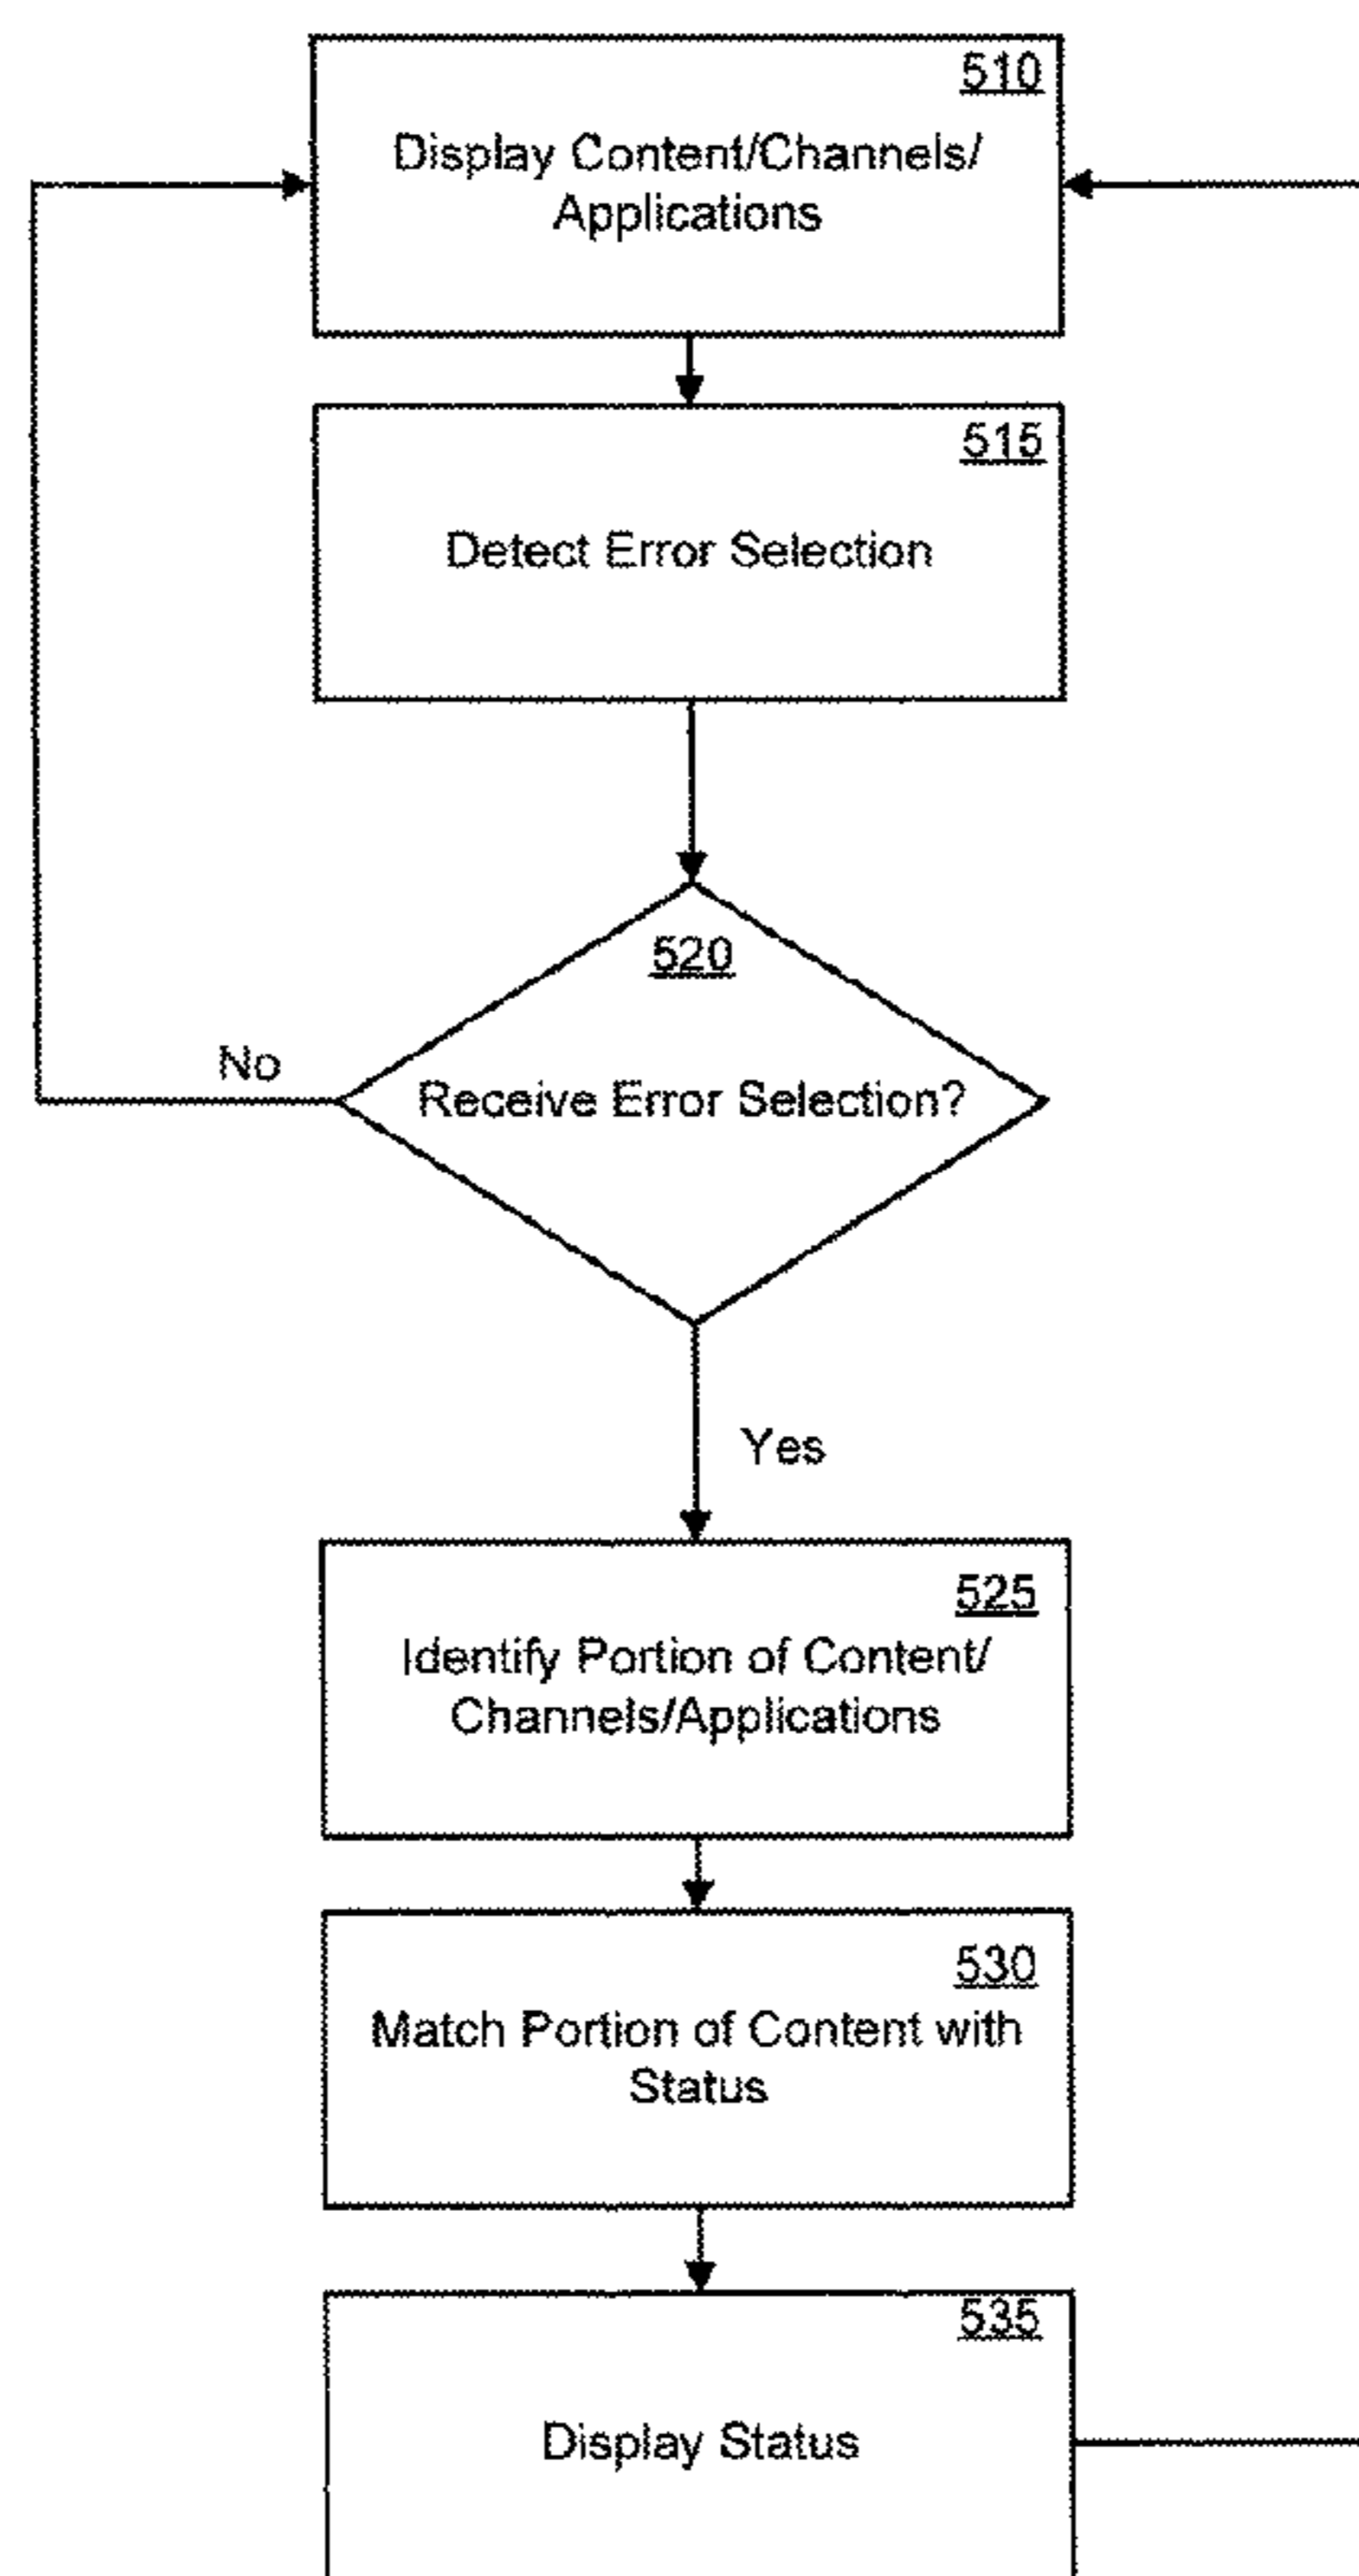 510
Display Content/Channels/
Applications
515
Detect Error Selection
520
No
Receive Error Selection?
Yes
525
Identify Portion of Content/
Channels/Applications
530
Match Portion of Content with
Status
535
Display Status